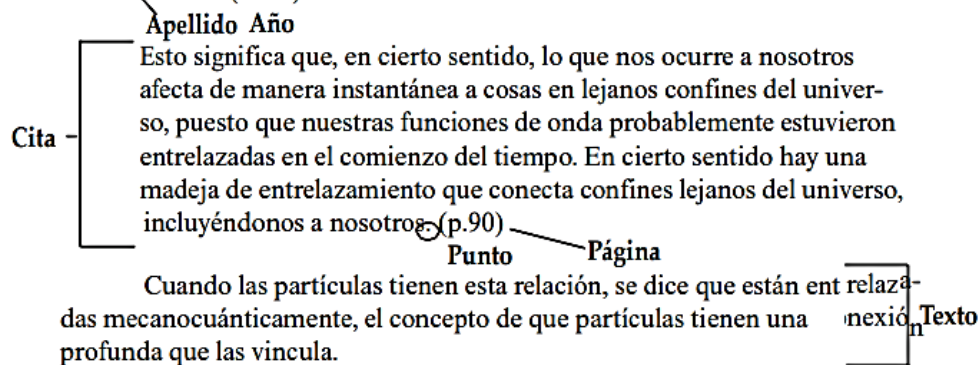 Apellido Año
Esto significa que, en cierto sentido, lo que nos ocurre a nosotros
afecta de manera instantánea a cosas en lejanos confines del univer-
Cita so, puesto que nuestras funciones de onda probablemente estuvieron
entrelazadas en el comienzo del tiempo. En cierto sentido hay una
madeja de entrelazamiento que conecta confines lejanos del universo,
incluyéndonos a nosotros. (p.90)
Punto Página
Cuando las partículas tienen esta relación, se dice que están ent relaza-
das mecanocuánticamente, el concepto de que partículas tienen una nexión Texto
profunda que las vincula.